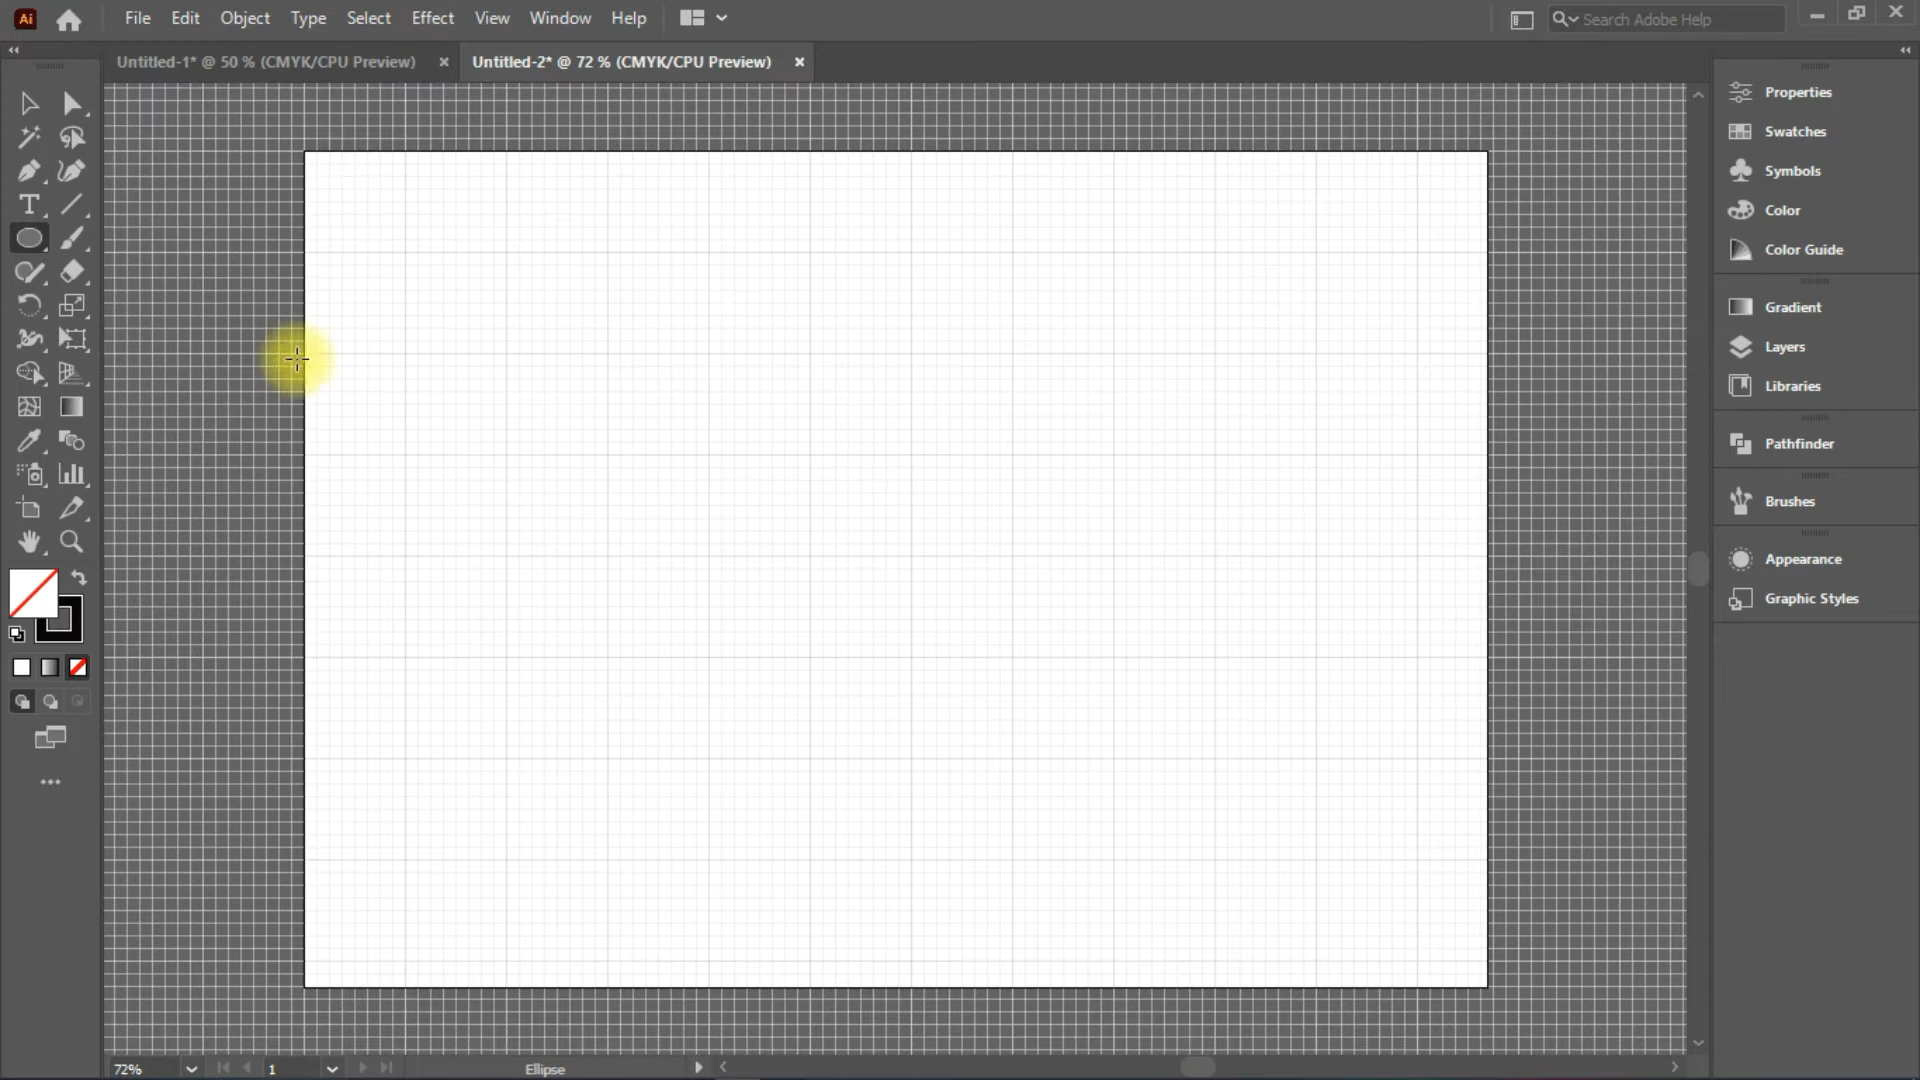 Ai File Edit Object Type Select Effect View Window Help Search Adobe Help
Untitled-1* @ 50 % (CMYK/CPU Preview) × Untitled-2* @ 72 % (CMYK/CPU Preview) ×
Properties
Swatches
Symbols
Color
Color Guide
Gradient
Layers
Libraries
Pathfinder
Brushes
Appearance
Graphic Styles
72% 1 Ellipse